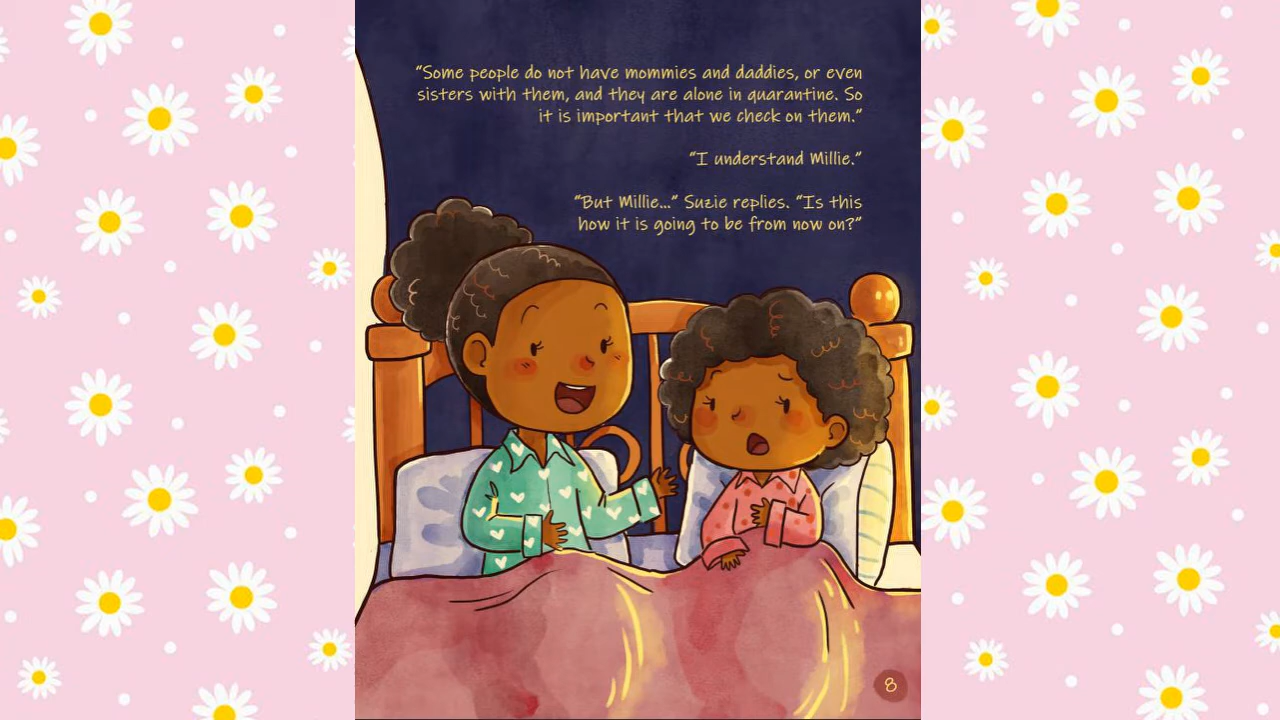 "Some people do not have mommies and daddies, or even
sisters with them, and they are alone in quarantine. So
it is important that we check on them."
"I understand Millie."
"But Millie..." Suzie replies. "Is this
how it is going to be from now on?"
8